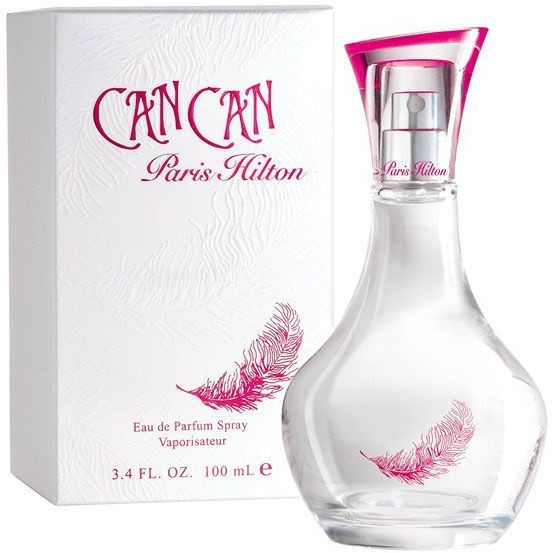 CAN CAN
Paris Hilton
Eau de Parfum Spray
Vaporisateur
3.4 FL. OZ. 100 mL ℮
Paris Hilton